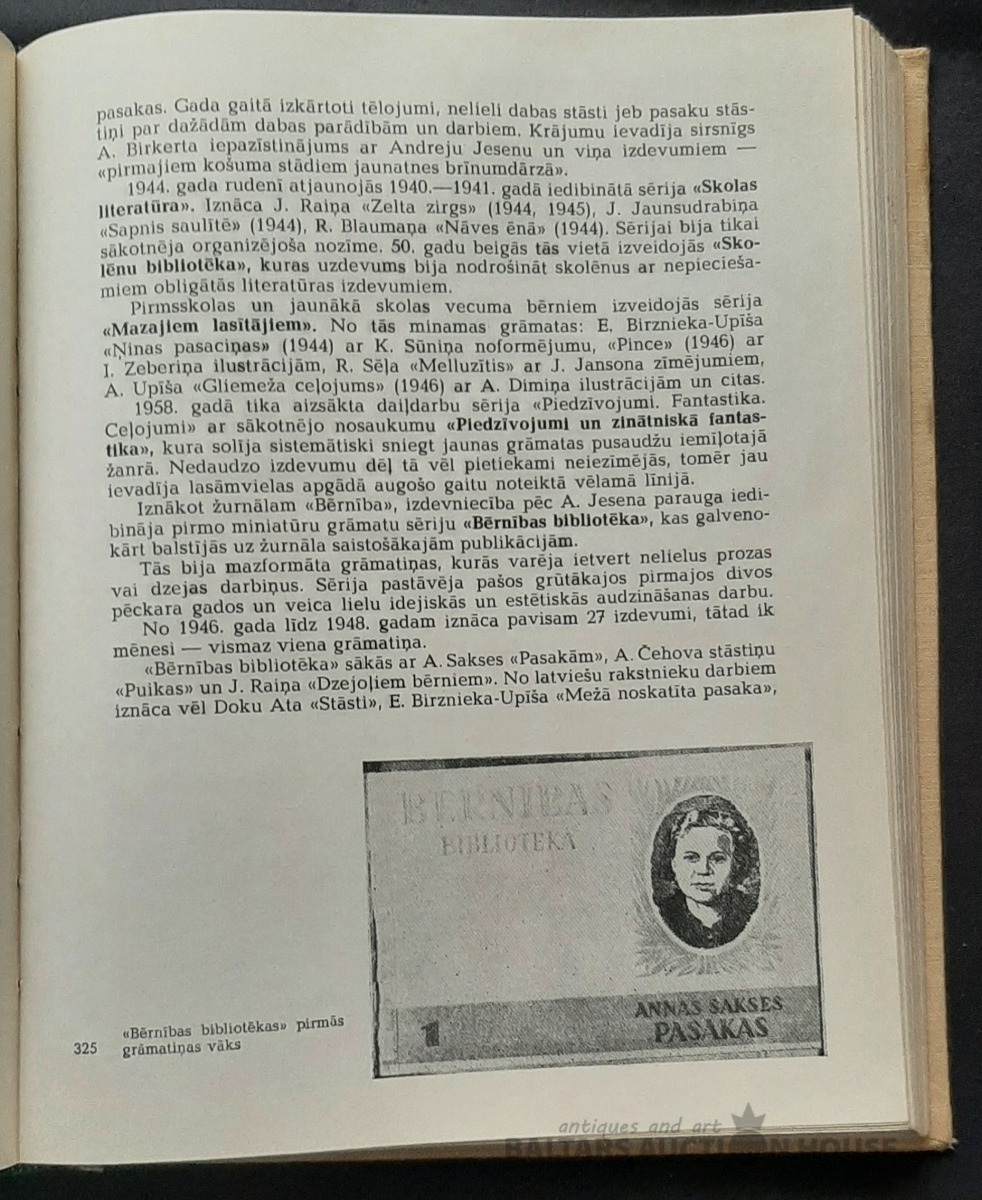 pasakas. Gada gaitā izkārtoti tēlojumi, nelieli dabas stāsti jeb pasaku stās-
tiņi par dažādām dabas parādībām un darbiem. Krājumu ievadīja sirsnīgs
A. Birkerta iepazīstinājums ar Andreju Jesenu un viņa izdevumiem —
«pirmajiem košuma stādiem jaunatnes brīnumdārzā».
1944. gada rudenī atjaunojās 1940.—1941. gadā iedibinātā sērija «Skolas
literatūra». Iznāca J. Raiņa «Zelta zirgs» (1944, 1945), J. Jaunsudrabiņa
«Sapnis saulītē» (1944), R. Blaumaņa «Nāves ēnā» (1944). Sērijai bija tikai
sākotnēja organizējoša nozīme. 50. gadu beigās tās vietā izveidojās «Sko-
lēnu bibliotēka», kuras uzdevums bija nodrošināt skolēnus ar nepiecieša-
miem obligātās literatūras izdevumiem.
Pirmsskolas un jaunākā skolas vecuma bērniem izveidojās sērija
«Mazajiem lasītājiem». No tās minamas grāmatas: E. Birznieka-Upīša
«Ņinas pasaciņas» (1944) ar K. Sūniņa noformējumu, «Pince» (1946) ar
I. Zeberiņa ilustrācijām, R. Sēļa «Melluzītis» ar J. Jansona zīmējumiem,
A. Upīša «Gliemeža ceļojums» (1946) ar A. Dimiņa ilustrācijām un citas.
1958. gadā tika aizsākta daiļdarbu sērija «Piedzīvojumi. Fantastika.
Ceļojumi» ar sākotnējo nosaukumu «Piedzīvojumi un zinātniskā fantas-
tika», kura solīja sistemātiski sniegt jaunas grāmatas pusaudžu iemīļotajā
žanrā. Nedaudzo izdevumu dēļ tā vēl pietiekami neiezīmējās, tomēr jau
ievadīja lasāmvielas apgādā augošo gaitu noteiktā vēlamā līnijā.
Iznākot žurnālam «Bērnība», izdevniecība pēc A. Jesena parauga iedi-
bināja pirmo miniatūru grāmatu sēriju «Bērnības bibliotēka», kas galveno-
kārt balstījās uz žurnāla saistošākajām publikācijām.
Tās bija mazformāta grāmatiņas, kurās varēja ietvert nelielus prozas
vai dzejas darbiņus. Sērija pastāvēja pašos grūtākajos pirmajos divos
pēckara gados un veica lielu idejiskās un estētiskās audzināšanas darbu.
No 1946. gada līdz 1948. gadam iznāca pavisam 27 izdevumi, tātad ik
mēnesi — vismaz viena grāmatiņa.
«Bērnības bibliotēka» sākās ar A. Sakses «Pasakām», A. Čehova stāstiņu
«Puikas» un J. Raiņa «Dzejoļiem bērniem». No latviešu rakstnieku darbiem
iznāca vēl Doku Ata «Stāsti», E. Birznieka-Upīša «Mežā noskatīta pasaka»,
BĒRNĪBAS
BIBLIOTĒKA
1
ANNAS SAKSES
PASAKAS
«Bērnības bibliotēkas» pirmās
grāmatiņas vāks
325
antiques and art
BALTARS AUCTION HOUSE